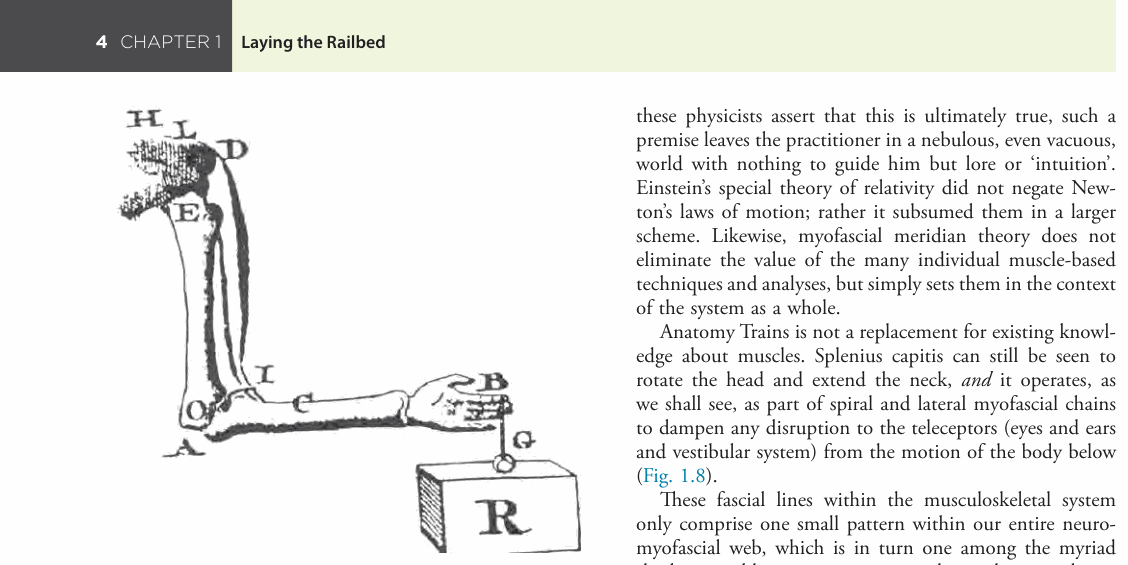 4 CHAPTER 1 Laying the Railbed
H
L
D
E
I
B
C
O
A
G
R
these physicists assert that this is ultimately true, such a
premise leaves the practitioner in a nebulous, even vacuous,
world with nothing to guide him but lore or ‘intuition’.
Einstein’s special theory of relativity did not negate New-
ton’s laws of motion; rather it subsumed them in a larger
scheme. Likewise, myofascial meridian theory does not
eliminate the value of the many individual muscle-based
techniques and analyses, but simply sets them in the context
of the system as a whole.
Anatomy Trains is not a replacement for existing knowl-
edge about muscles. Splenius capitis can still be seen to
rotate the head and extend the neck, and it operates, as
we shall see, as part of spiral and lateral myofascial chains
to dampen any disruption to the teleceptors (eyes and ears
and vestibular system) from the motion of the body below
(Fig. 1.8).
These fascial lines within the musculoskeletal system
only comprise one small pattern within our entire neuro-
myofascial web, which is in turn one among the myriad